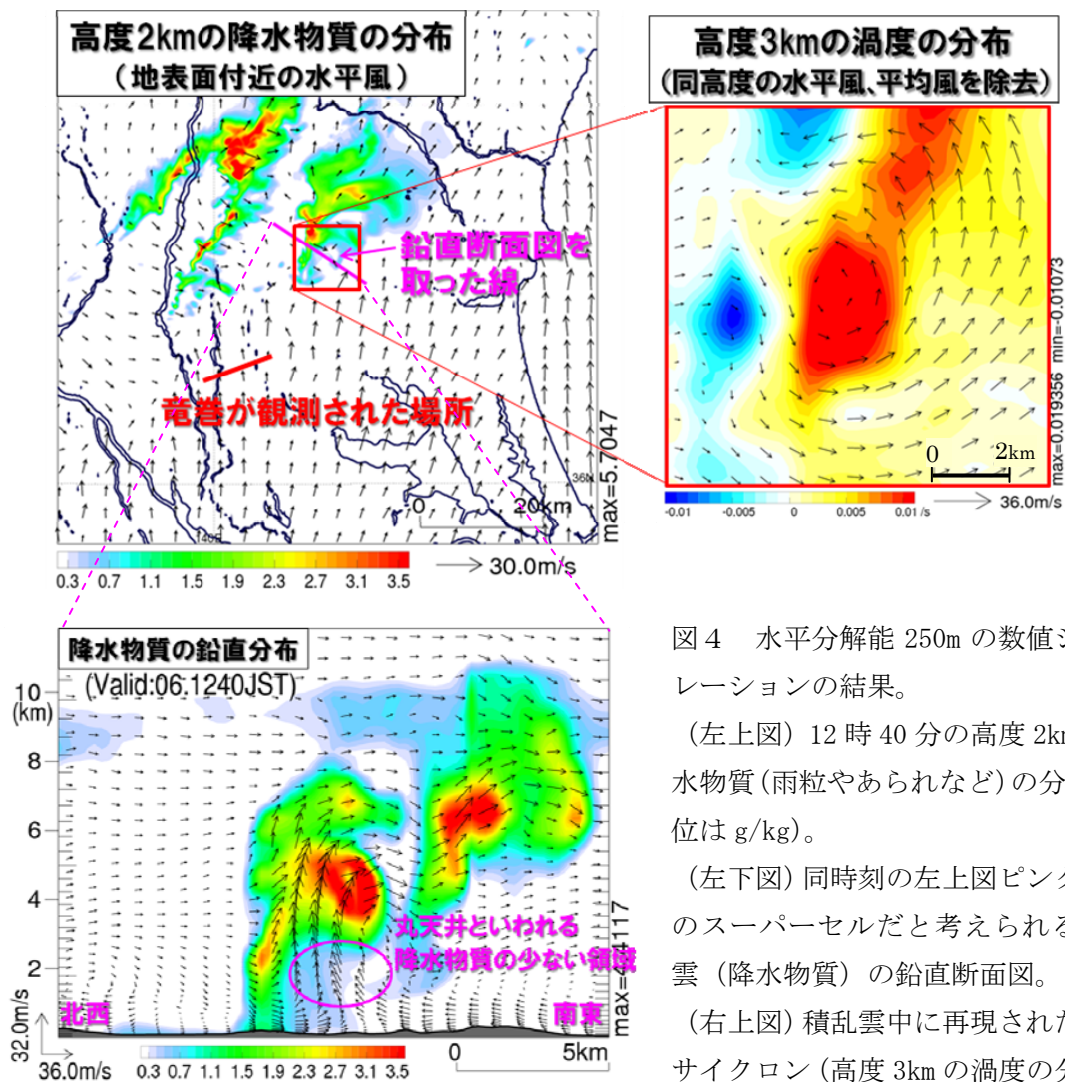 高度2kmの降水物質の分布
(地表面付近の水平風)
鉛直断面図を
取った線
竜巻が観測された場所
36N
140E
0 20km
max=5.7047
0.3 0.7 1.1 1.5 1.9 2.3 2.7 3.1 3.5
30.0m/s
高度3kmの渦度の分布
(同高度の水平風、平均風を除去)
0 2km
max=0.019356 min=-0.01073
-0.01 -0.005 0 0.005 0.01 /s
36.0m/s
降水物質の鉛直分布
(Valid:06.1240JST)
10
(km)
8
6
4
2
丸天井といわれる
降水物質の少ない領域
北西 南東
32.0m/s
36.0m/s
0.3 0.7 1.1 1.5 1.9 2.3 2.7 3.1 3.5
0 5km
図4 水平分解能 250m の数値シ
レーションの結果。
(左上図) 12 時 40 分の高度 2km
水物質(雨粒やあられなど)の分
位は g/kg)。
(左下図) 同時刻の左上図ピンク
のスーパーセルだと考えられる
雲 (降水物質) の鉛直断面図。
(右上図) 積乱雲中に再現された
サイクロン (高度 3km の渦度の分